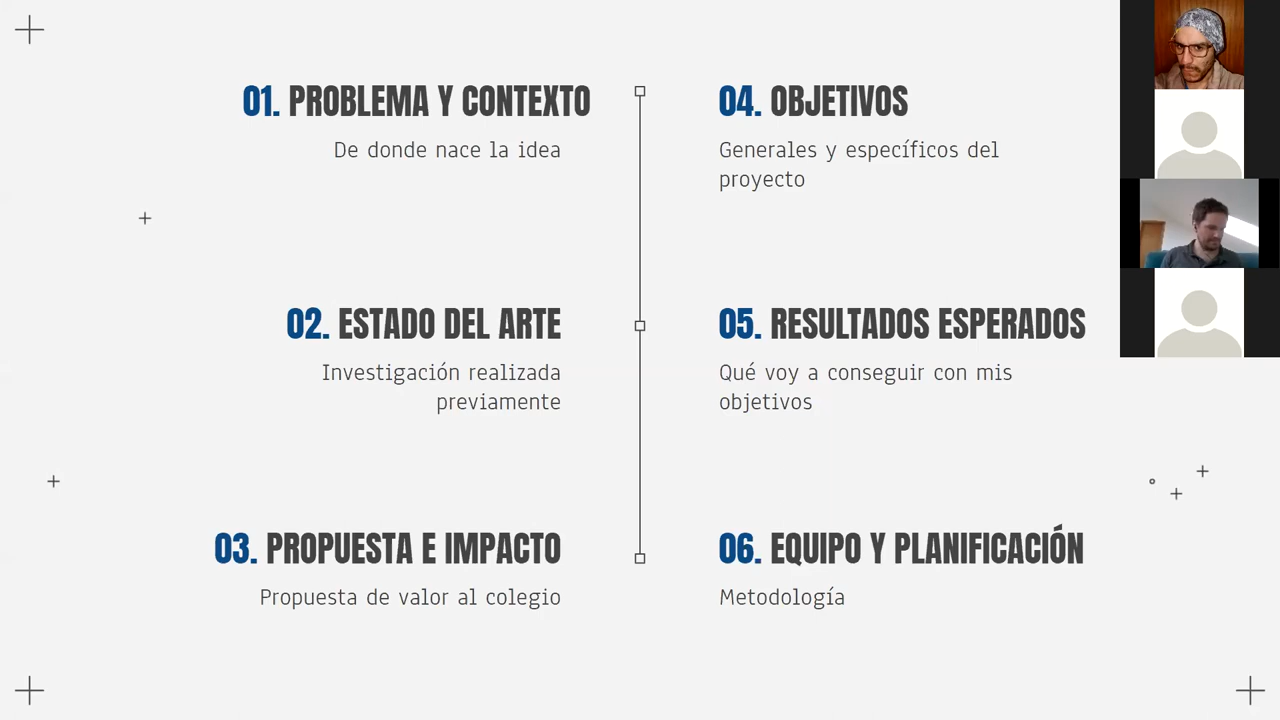 01. PROBLEMA Y CONTEXTO
De donde nace la idea
02. ESTADO DEL ARTE
Investigación realizada
previamente
03. PROPUESTA E IMPACTO
Propuesta de valor al colegio
04. OBJETIVOS
Generales y específicos del
proyecto
05. RESULTADOS ESPERADOS
Qué voy a conseguir con mis
objetivos
06. EQUIPO Y PLANIFICACIÓN
Metodología